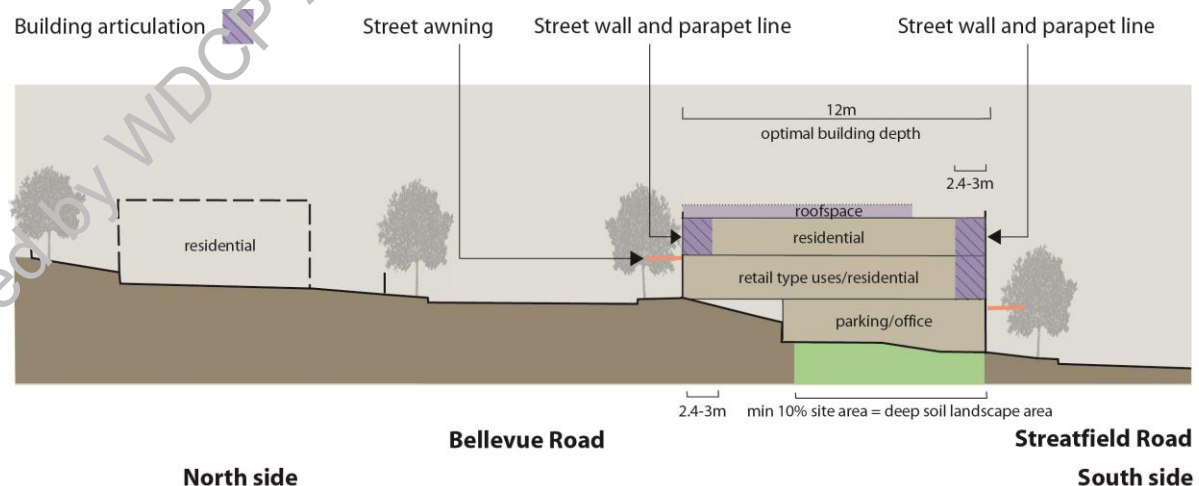 Building articulation
Street awning
Street wall and parapet line
Street wall and parapet line
12m
optimal building depth
2.4-3m
roofspace
residential
residential
retail type uses/residential
parking/office
2.4-3m
min 10% site area = deep soil landscape area
Bellevue Road
Streatfield Road
North side
South side
by WDCP